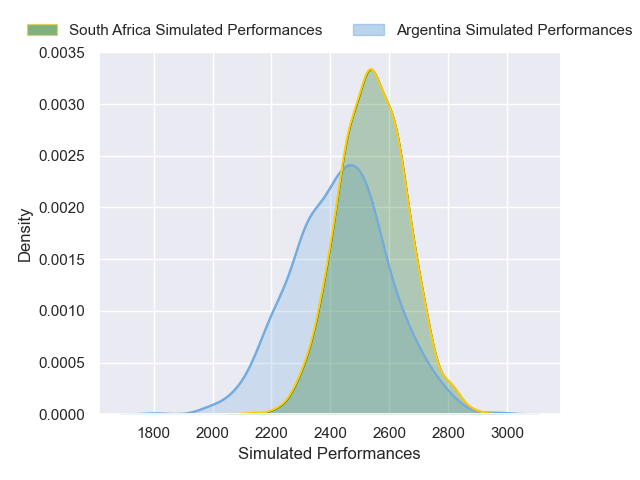 South Africa Simulated Performances Argentina Simulated Performances
0.0035
0.0030
0.0025
0.0020
0.0015
0.0010
0.0005
0.0000
Density
1800 2000 2200 2400 2600 2800 3000
Simulated Performances